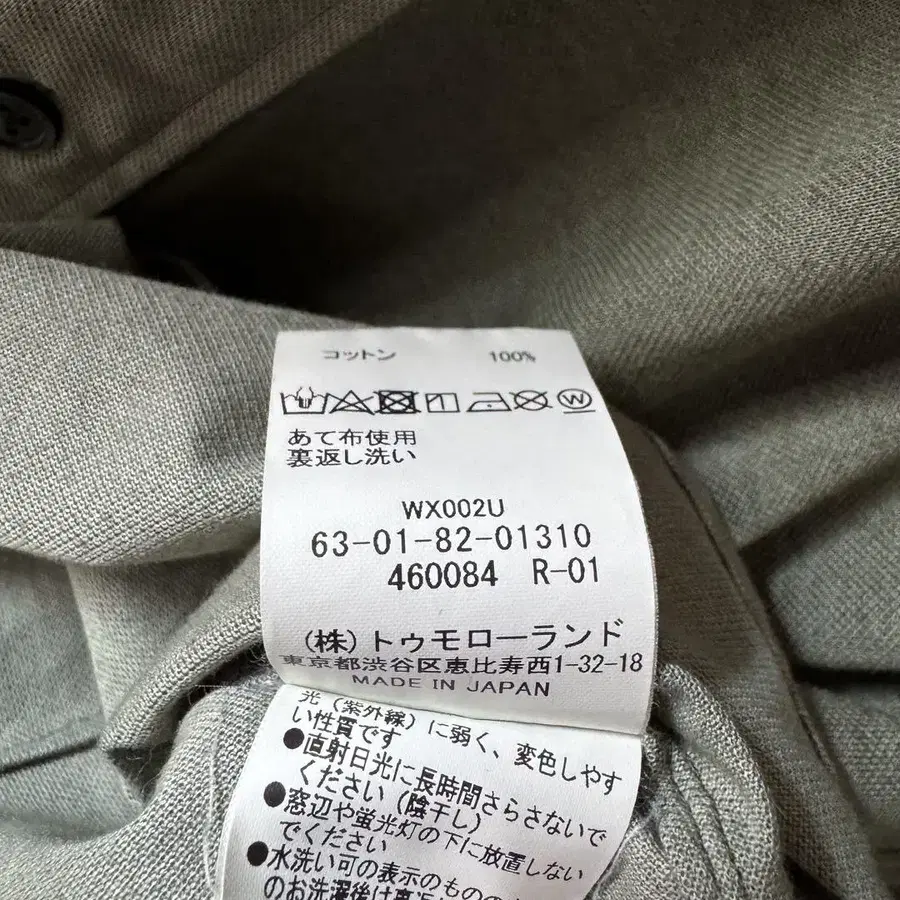 コットン 100%
W
あて布使用
裏返し洗い
WX002U
63-01-82-01310
460084 R-01
(株)トゥモローランド
東京都渋谷区恵比寿西1-32-18
MADE IN JAPAN
光(紫外線)に弱く、変色しやす
い性質です
●直射日光に長時間さらさないで
ください(陰干し)
●窓辺や蛍光灯の下に放置しない
でください
●水洗い可の表示のもの
のお洗濯後は